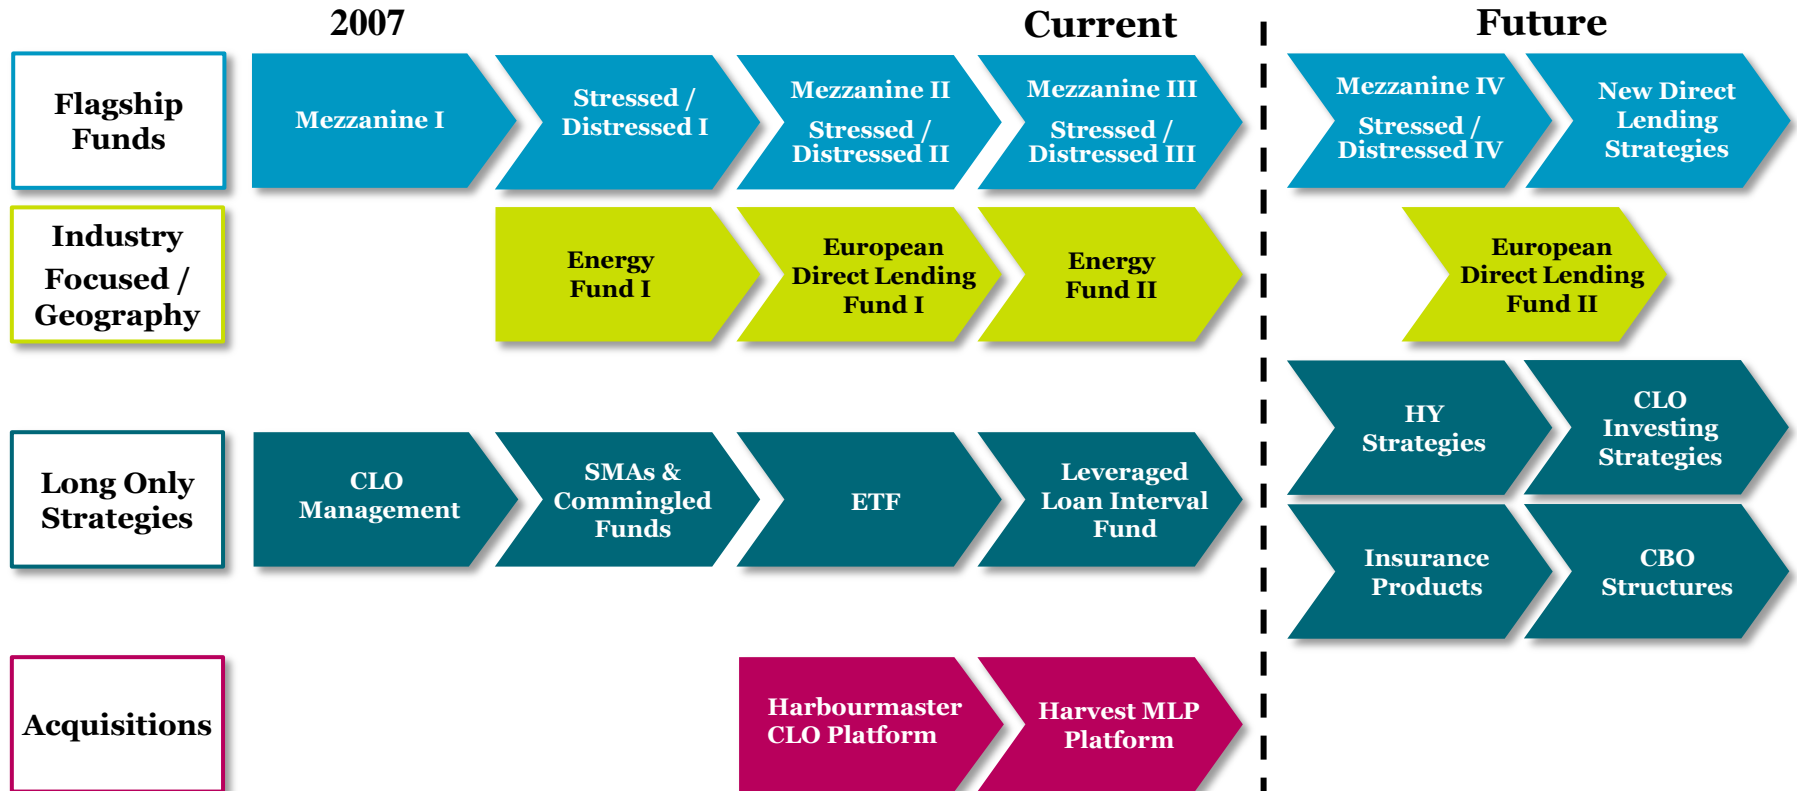 2007
Current
Future
Flagship
Funds
Mezzanine I
Stressed /
Distressed I
Mezzanine II
Stressed /
Distressed II
Mezzanine III
Stressed /
Distressed III
Mezzanine IV
Stressed /
Distressed IV
New Direct
Lending
Strategies
Industry
Focused /
Geography
Energy
Fund I
European
Direct Lending
Fund I
Energy
Fund II
European
Direct Lending
Fund II
Long Only
Strategies
CLO
Management
SMAs &
Commingled
Funds
ETF
Leveraged
Loan Interval
Fund
HY
Strategies
CLO
Investing
Strategies
Insurance
Products
CBO
Structures
Acquisitions
Harbourmaster
CLO Platform
Harvest MLP
Platform